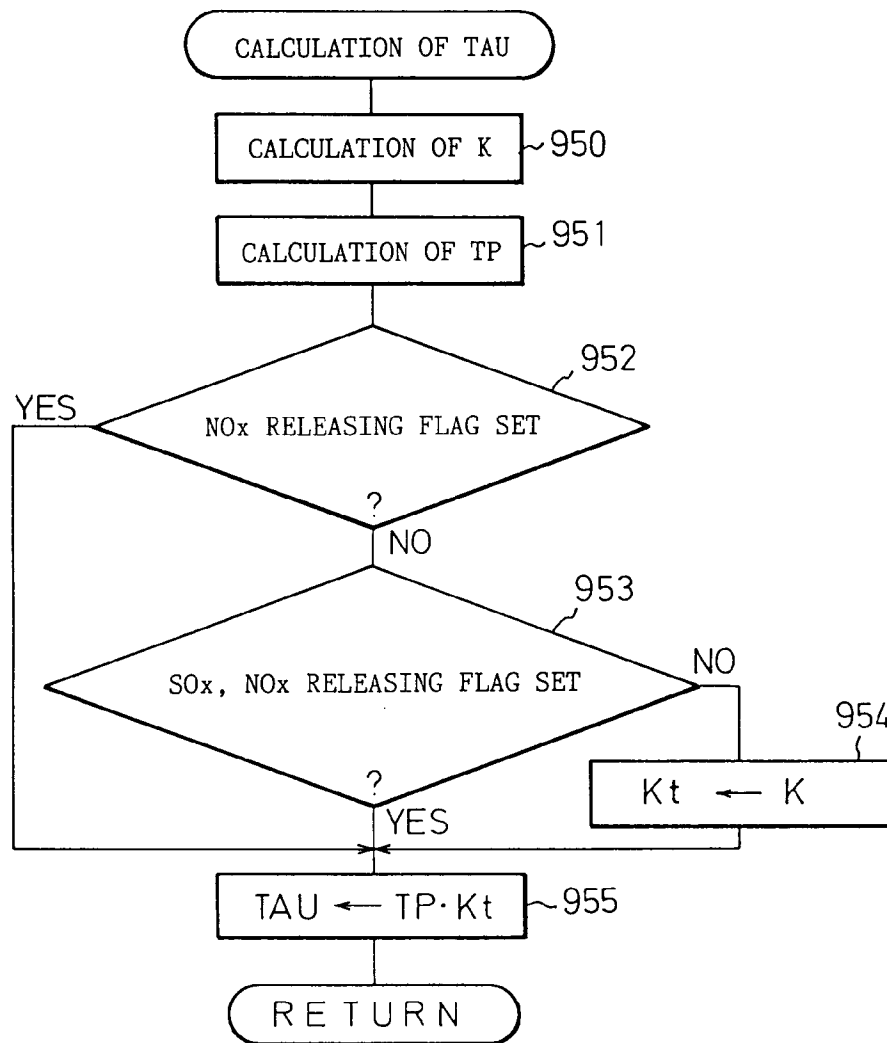 CALCULATION OF TAU
CALCULATION OF K
950
CALCULATION OF TP
951
952
YES
NOx RELEASING FLAG SET
?
NO
953
SOx, NOx RELEASING FLAG SET
NO
?
YES
954
Kt ← K
TAU ← TP·Kt
955
RETURN